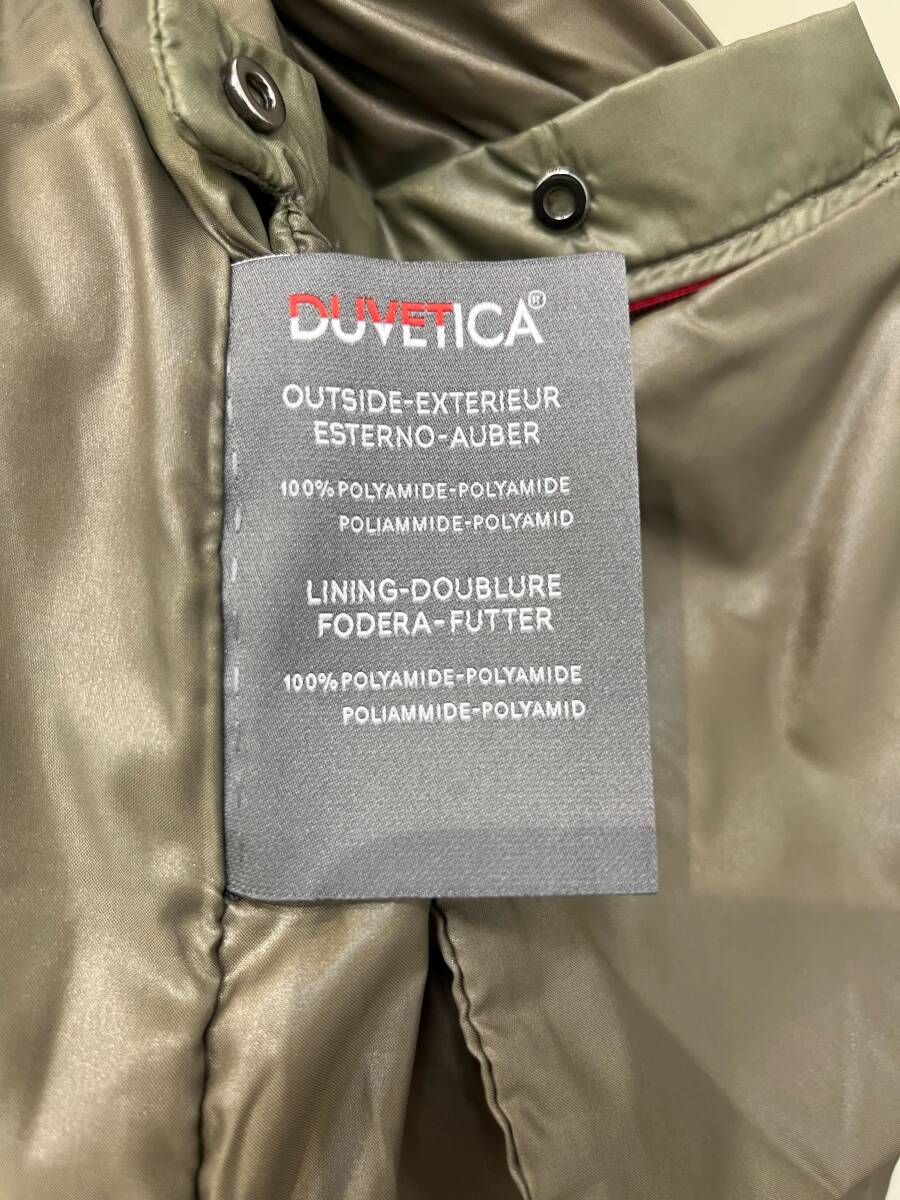 DUVETICA®
OUTSIDE-EXTERIEUR
ESTERNO-AUBER
100% POLYAMIDE-POLYAMIDE
POLIAMMIDE-POLYAMID
LINING-DOUBLURE
FODERA-FUTTER
100% POLYAMIDE-POLYAMIDE
POLIAMMIDE-POLYAMID